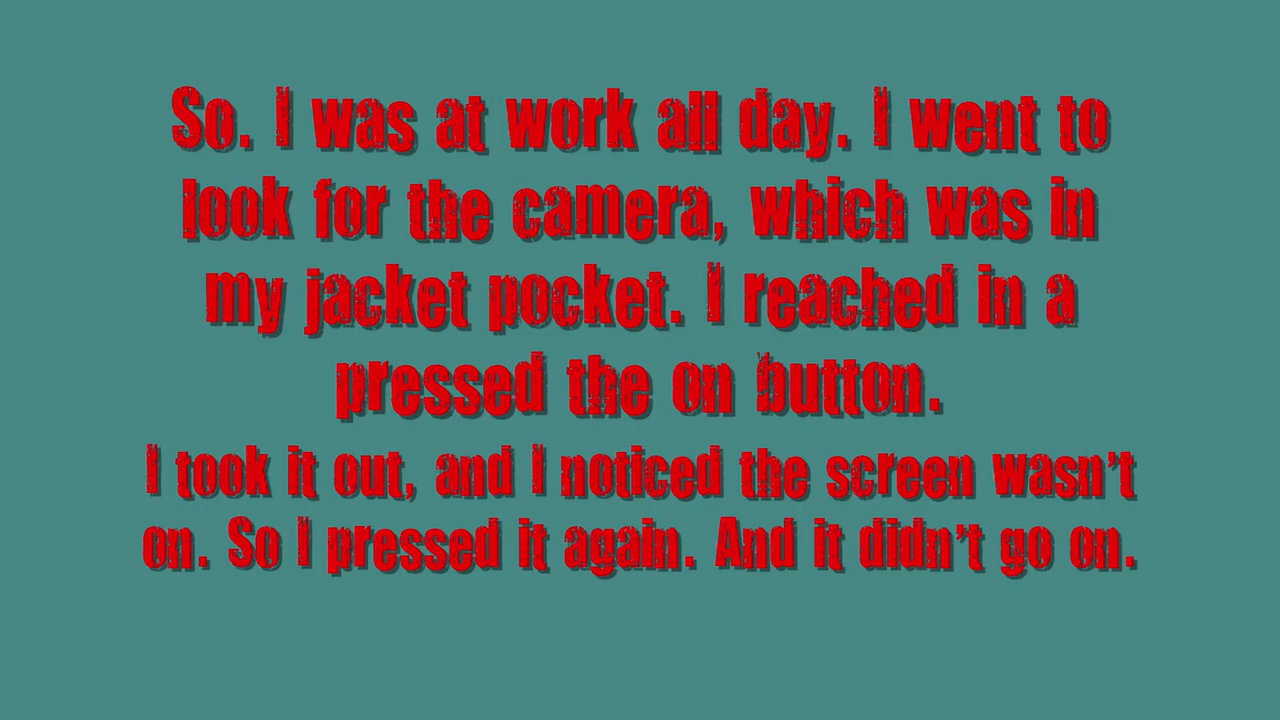 So. I was at work all day. I went to
look for the camera, which was in
my jacket pocket. I reached in a
pressed the on button.
I took it out, and I noticed the screen wasn't
on. So I pressed it again. And it didn't go on.